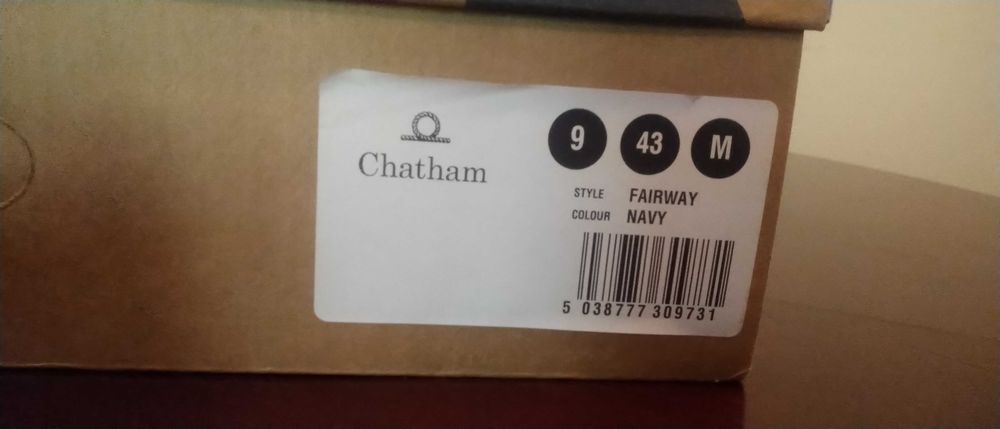 Chatham
9 43 M
STYLE FAIRWAY
COLOUR NAVY
5 038777 309731